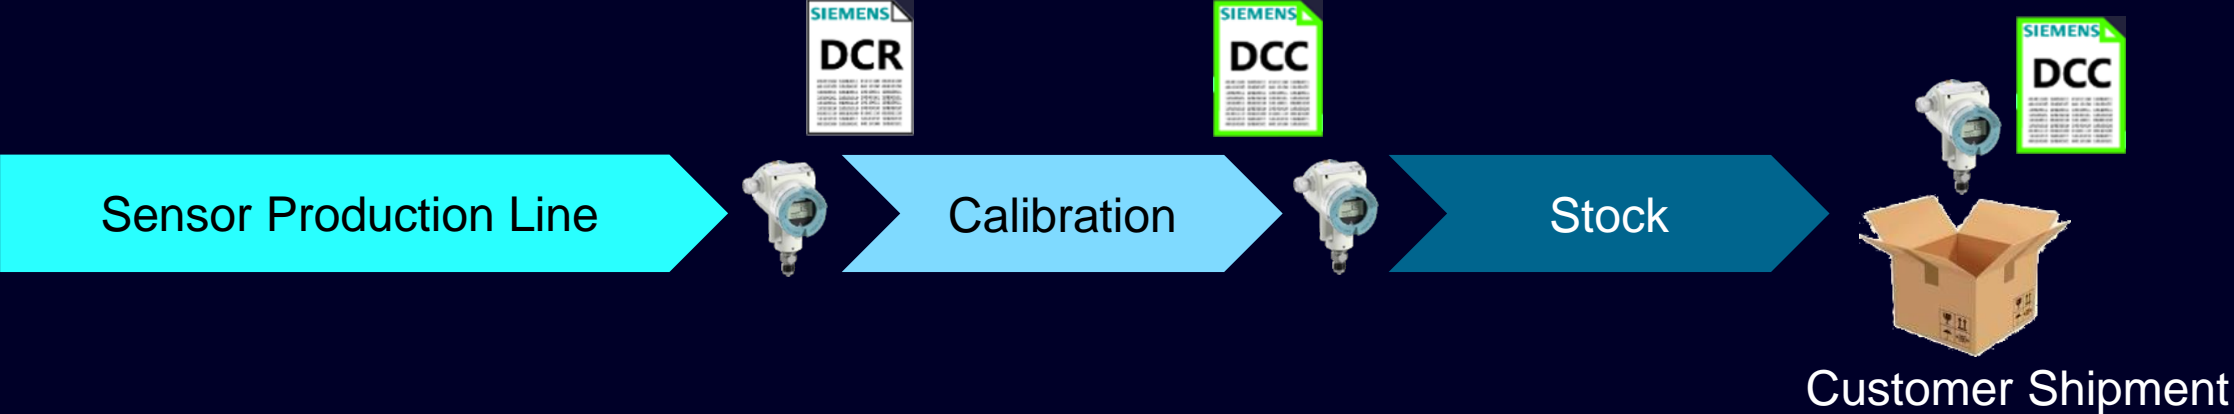 SIEMENS
DCR
SIEMENS
DCC
SIEMENS
DCC
Sensor Production Line
Calibration
Stock
Customer Shipment